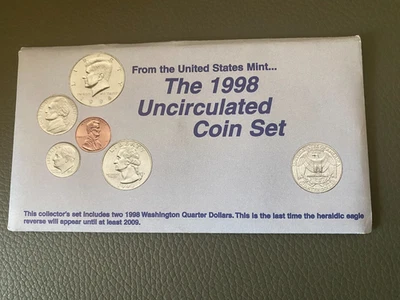 From the United States Mint...
The 1998
Uncirculated
Coin Set
This collector's set includes two 1998 Washington Quarter Dollars. This is the last time the heraldic eagle
reverse will appear until at least 2009.